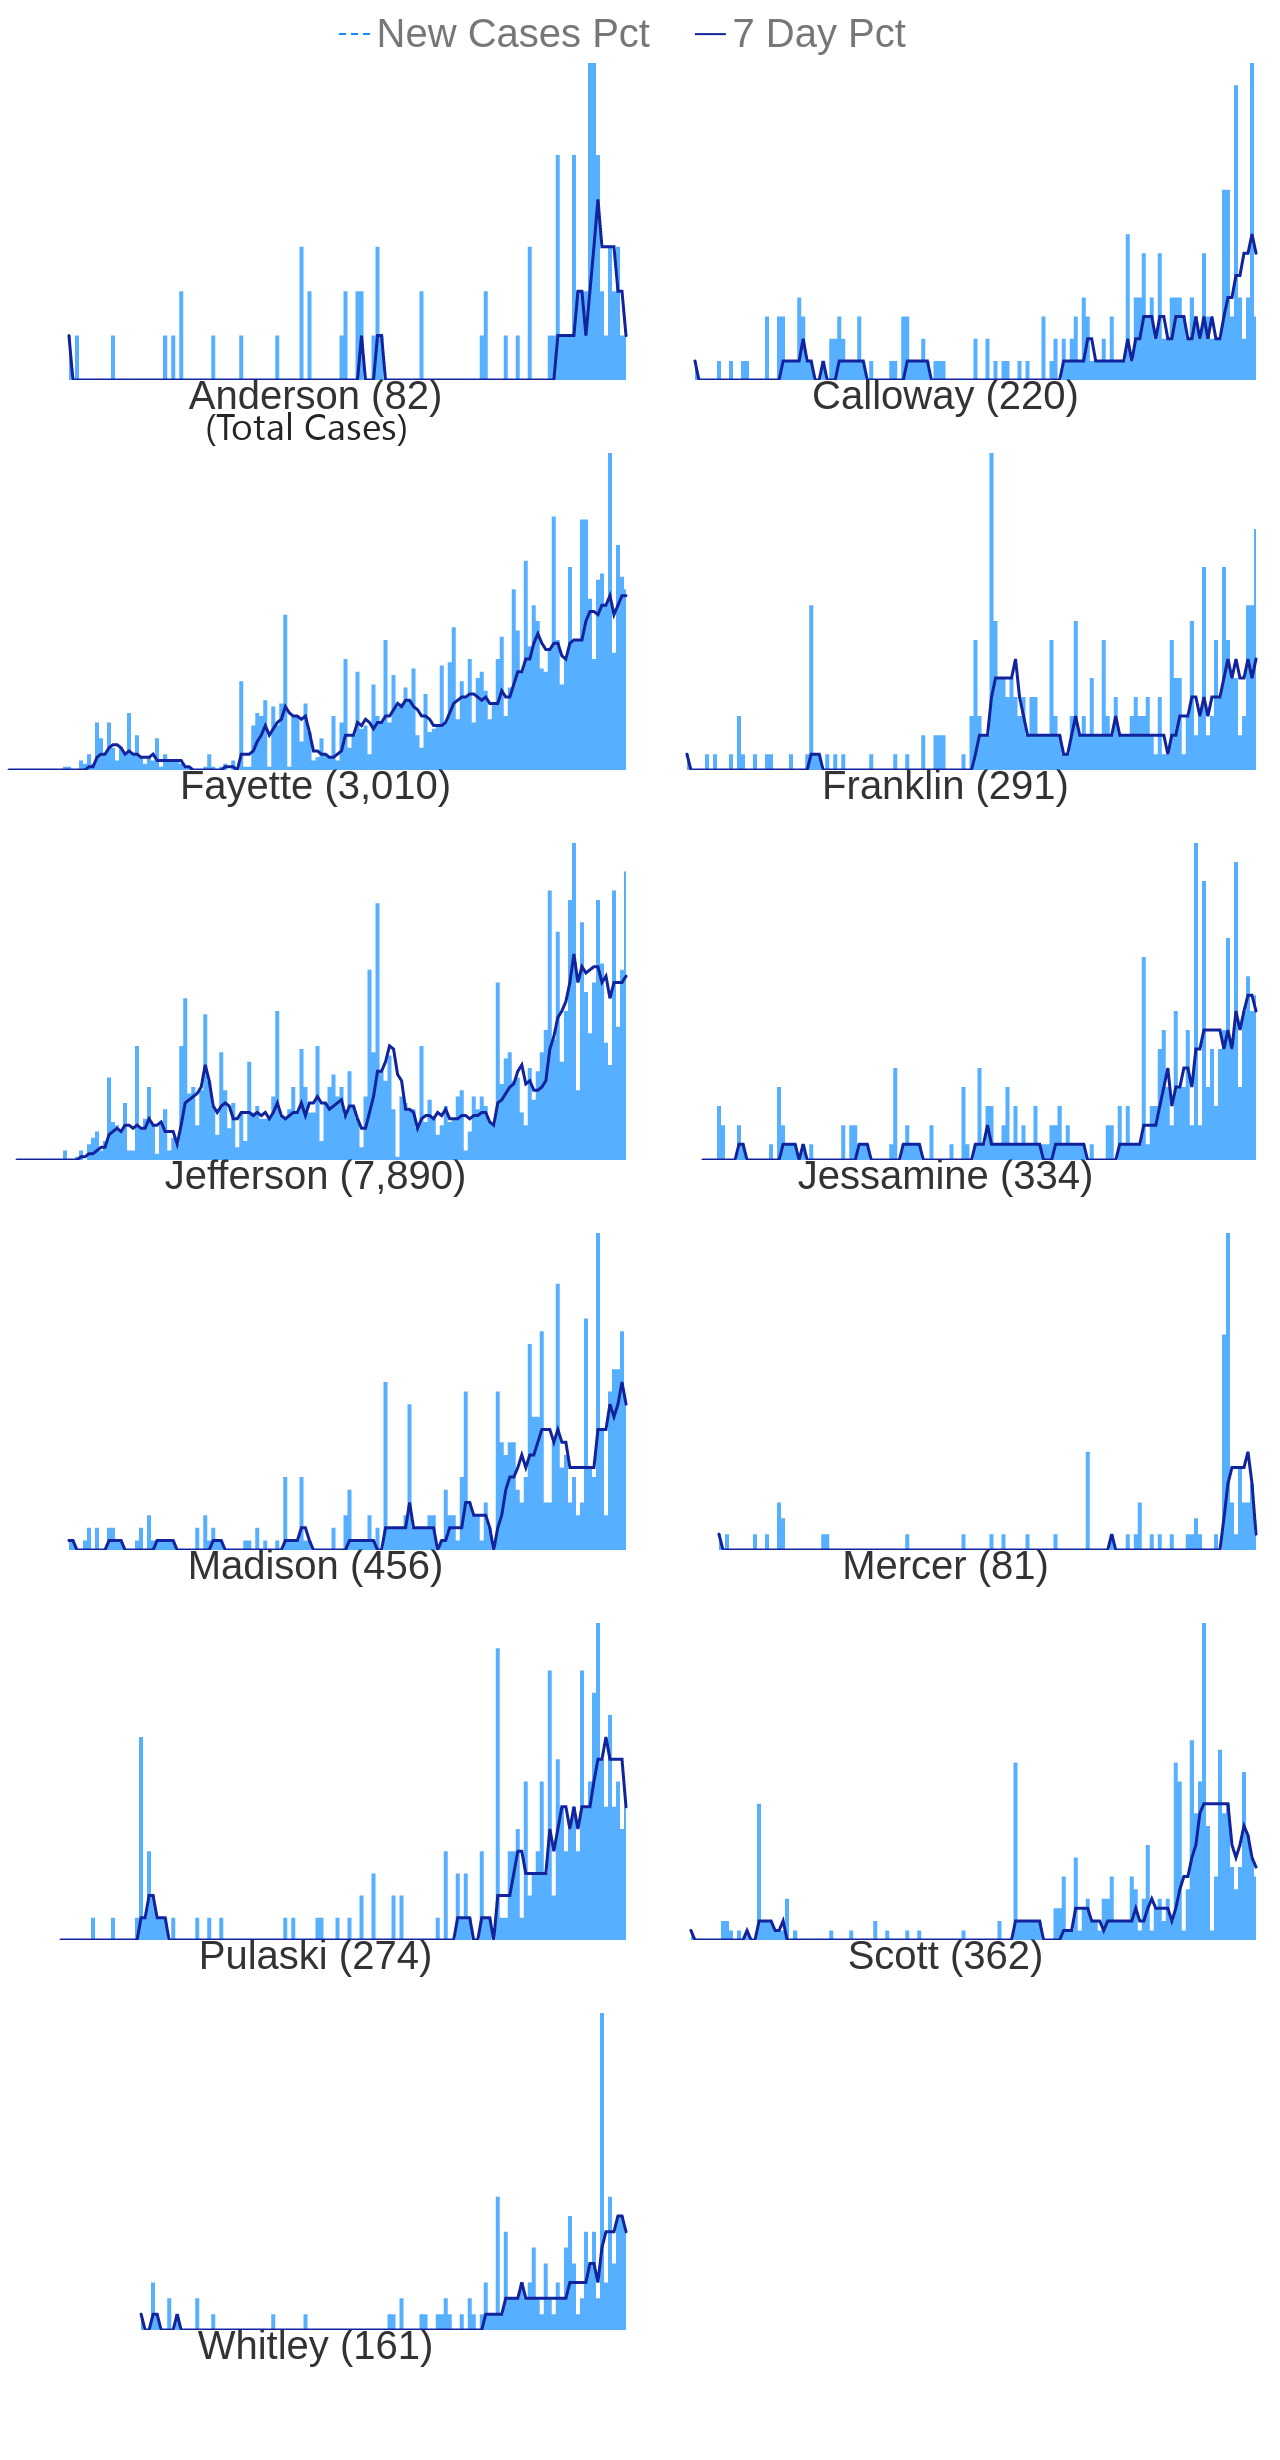 New Cases Pct 7 Day Pct
Anderson (82) Calloway (220)
(Total Cases)
Fayette (3,010) Franklin (291)
Jefferson (7,890) Jessamine (334)
Madison (456) Mercer (81)
Pulaski (274) Scott (362)
Whitley (161)